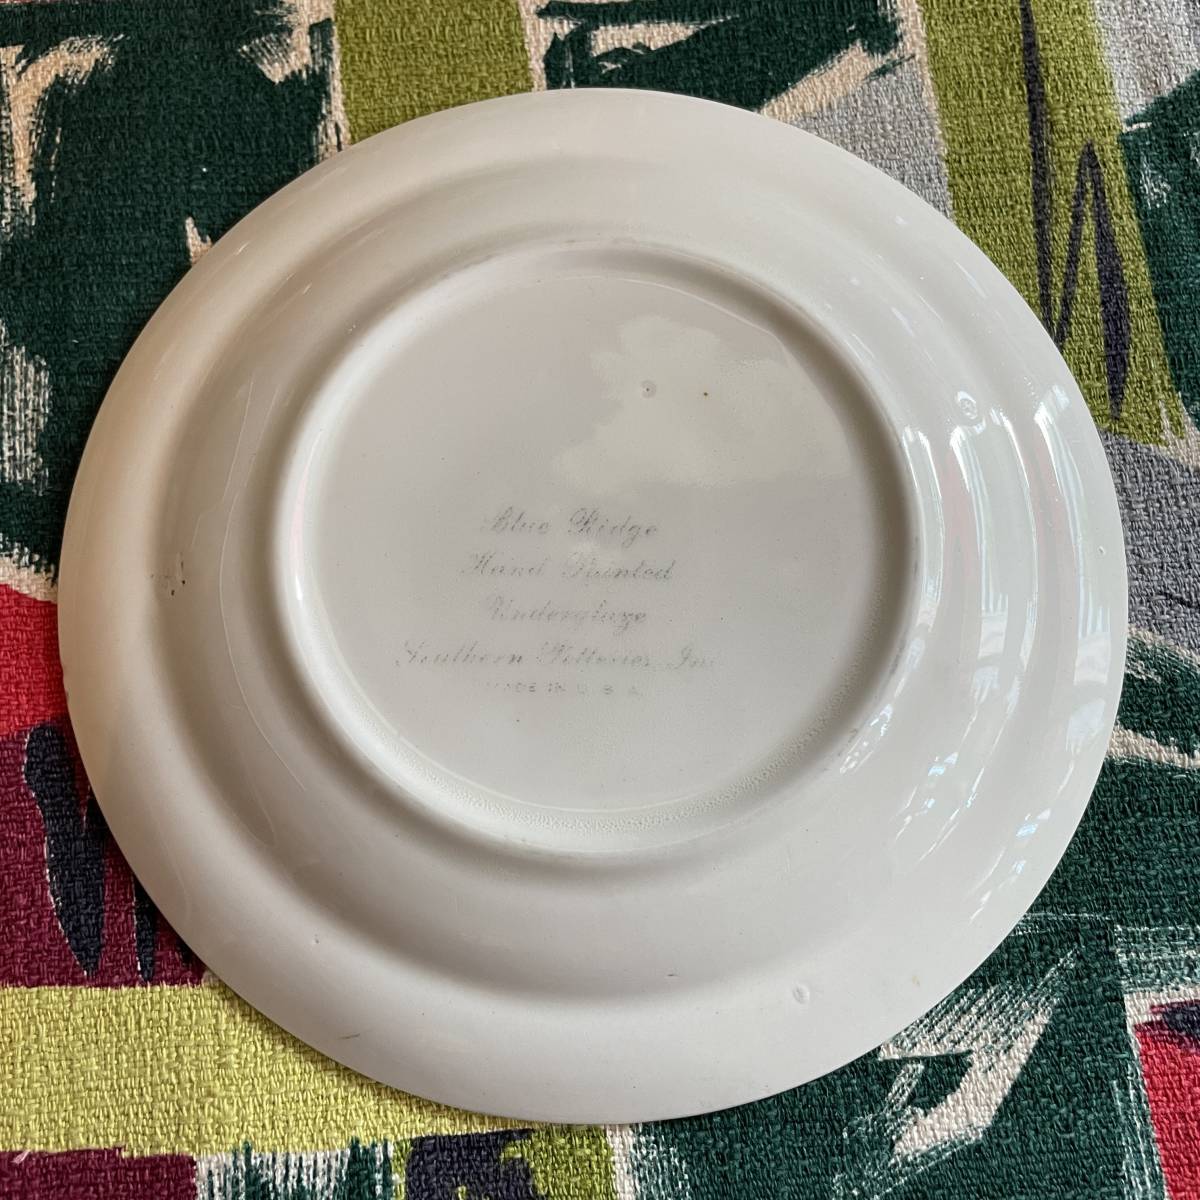 Blue Ridge
Hand Painted
Underglaze
Southern Potteries, Inc.
MADE IN U. S. A.